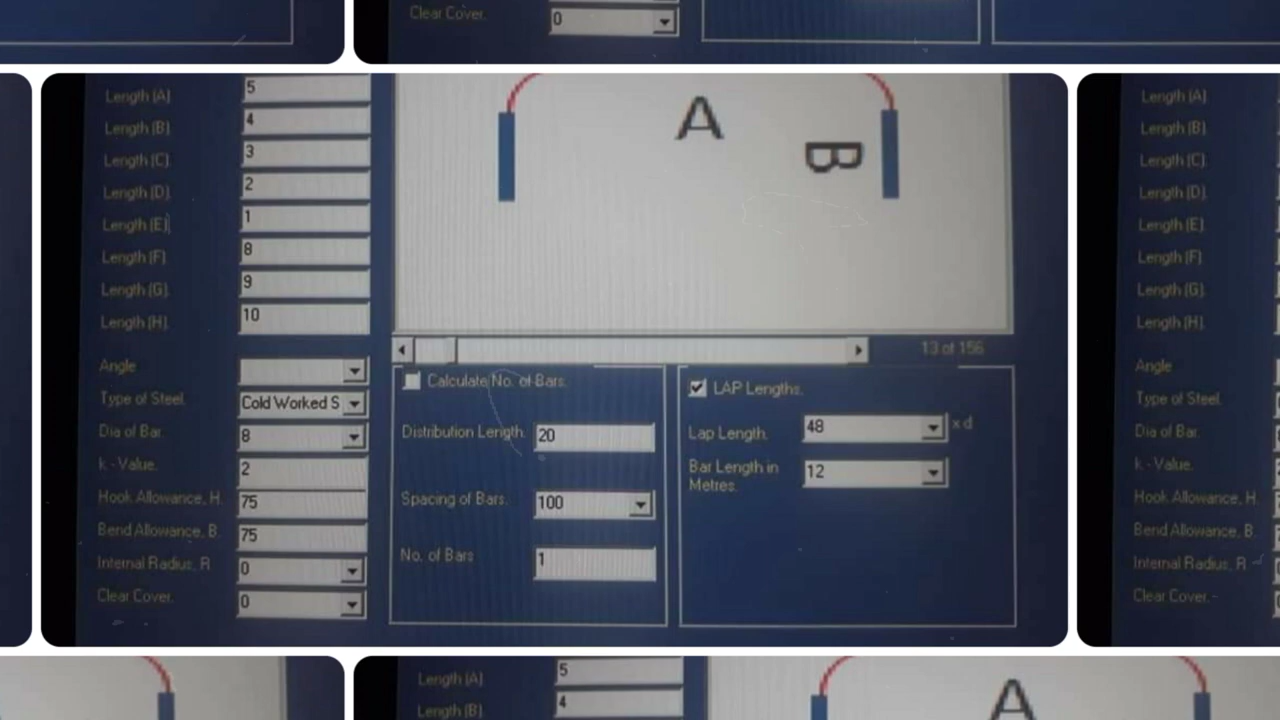 Clear Cover. 0
Length (A) 5
Length (B). 4
Length (C). 3
Length (D). 2
Length (E). 1
Length (F) 8
Length (G). 9
Length (H). 10
A
B
13 of 156
Angle
Type of Steel. Cold Worked S
Dia of Bar. 8
k - Value. 2
Hook Allowance, H. 75
Bend Allowance, B. 75
Internal Radius, R 0
Clear Cover. 0
Calculate No. of Bars.
Distribution Length. 20
Spacing of Bars. 100
No. of Bars 1
LAP Lengths.
Lap Length. 48 x d
Bar Length in
Metres. 12
Length (A)
Length (B).
Length (C).
Length (D).
Length (E).
Length (F)
Length (G).
Length (H).
Angle
Type of Steel.
Dia of Bar.
k - Value.
Hook Allowance, H.
Bend Allowance, B.
Internal Radius, R
Clear Cover.
Length (A) 5
Length (B) 4
A